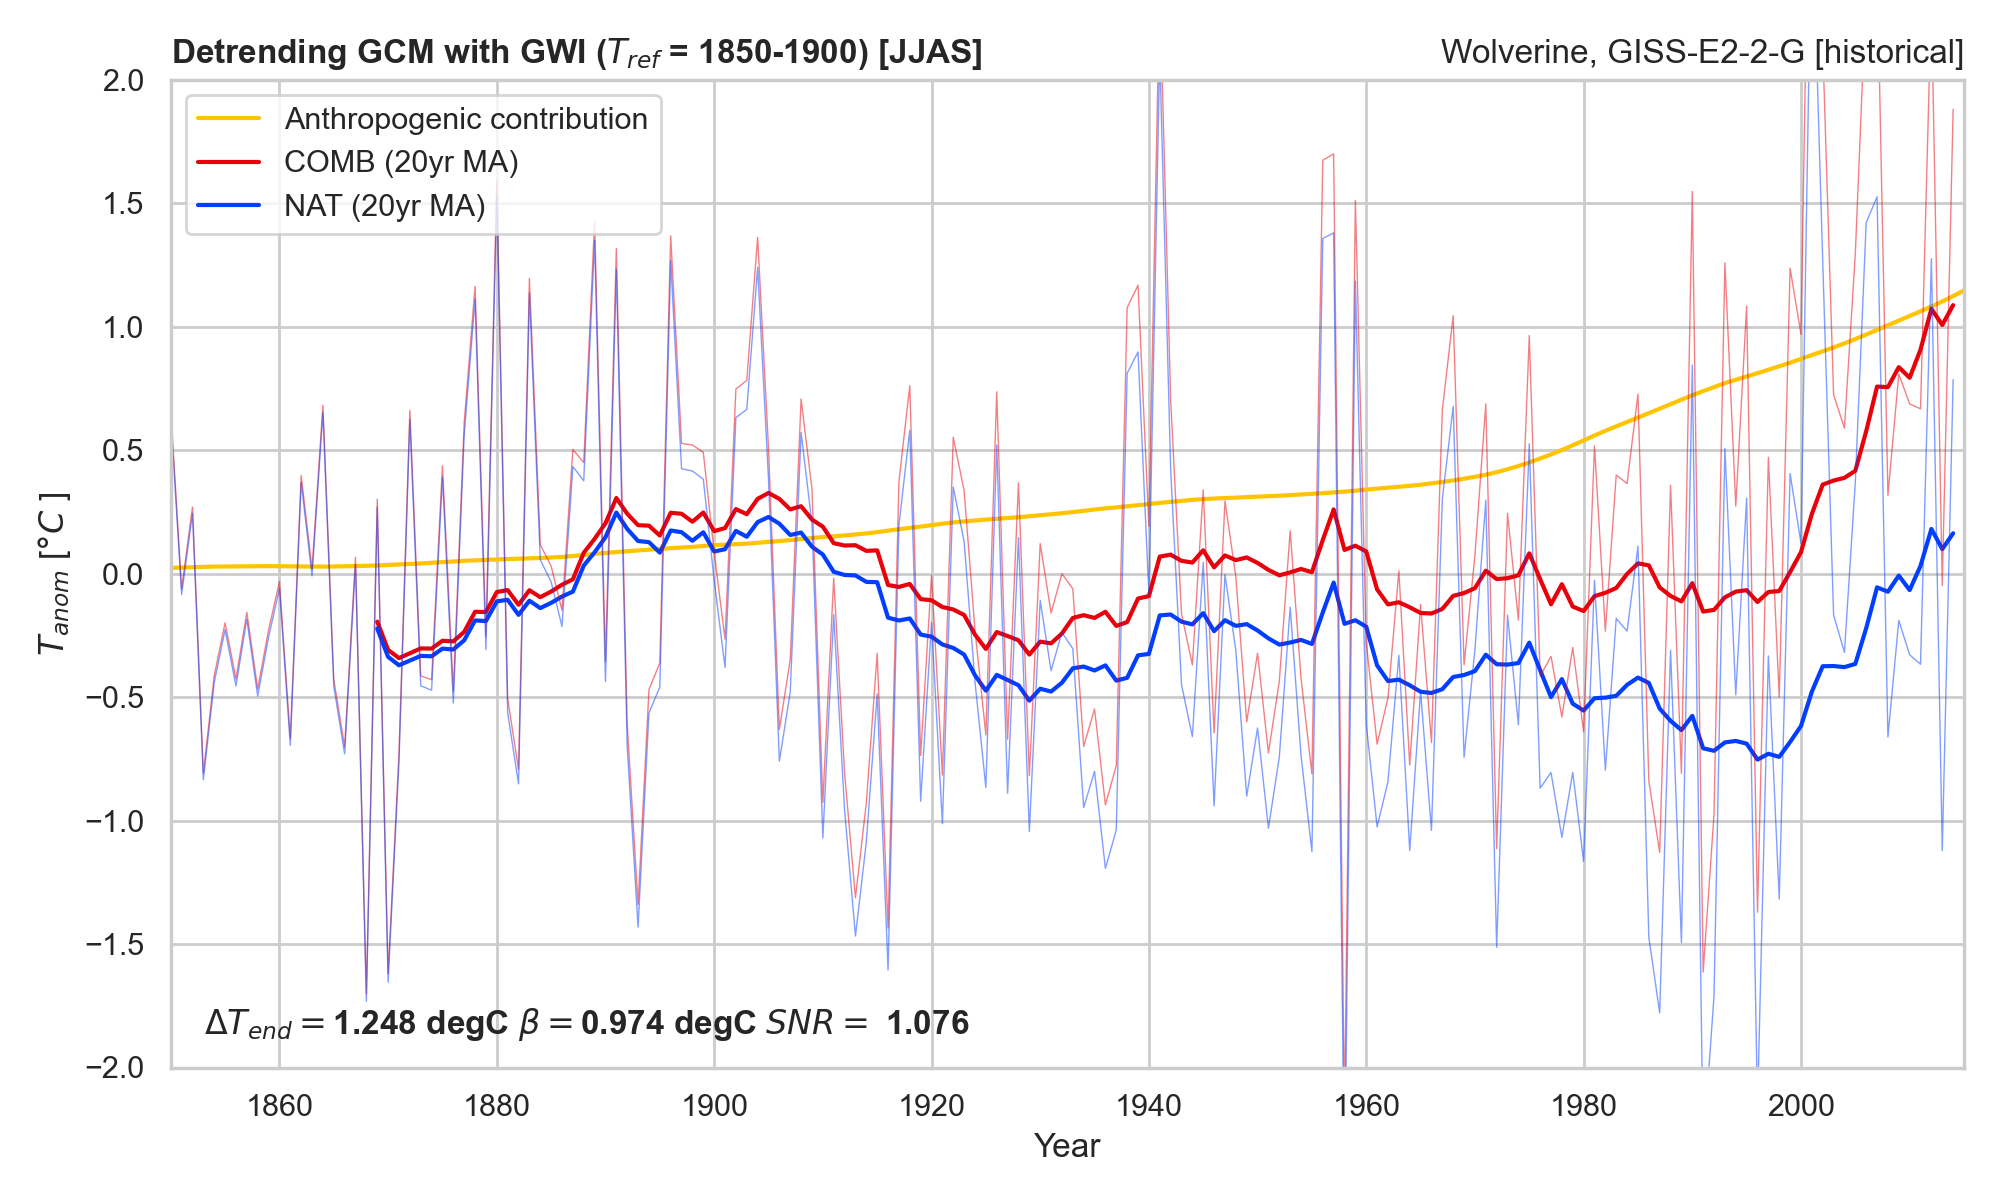 Detrending GCM with GWI (T_ref = 1850-1900) [JJAS]
Wolverine, GISS-E2-2-G [historical]
Anthropogenic contribution
COMB (20yr MA)
NAT (20yr MA)
2.0
1.5
1.0
0.5
0.0
−0.5
−1.0
−1.5
−2.0
T_anom [°C]
ΔT_end = 1.248 degC β = 0.974 degC SNR = 1.076
1860 1880 1900 1920 1940 1960 1980 2000
Year